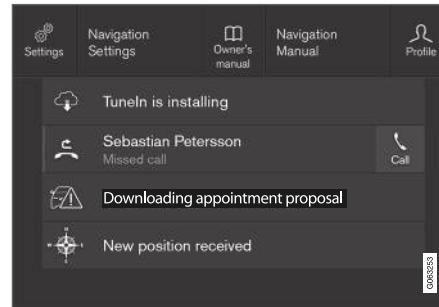 Settings
Navigation
Settings
Owner's
manual
Navigation
Manual
Profile
TuneIn is installing
Sebastian Petersson
Missed call
Call
Downloading appointment proposal
New position received
G063253